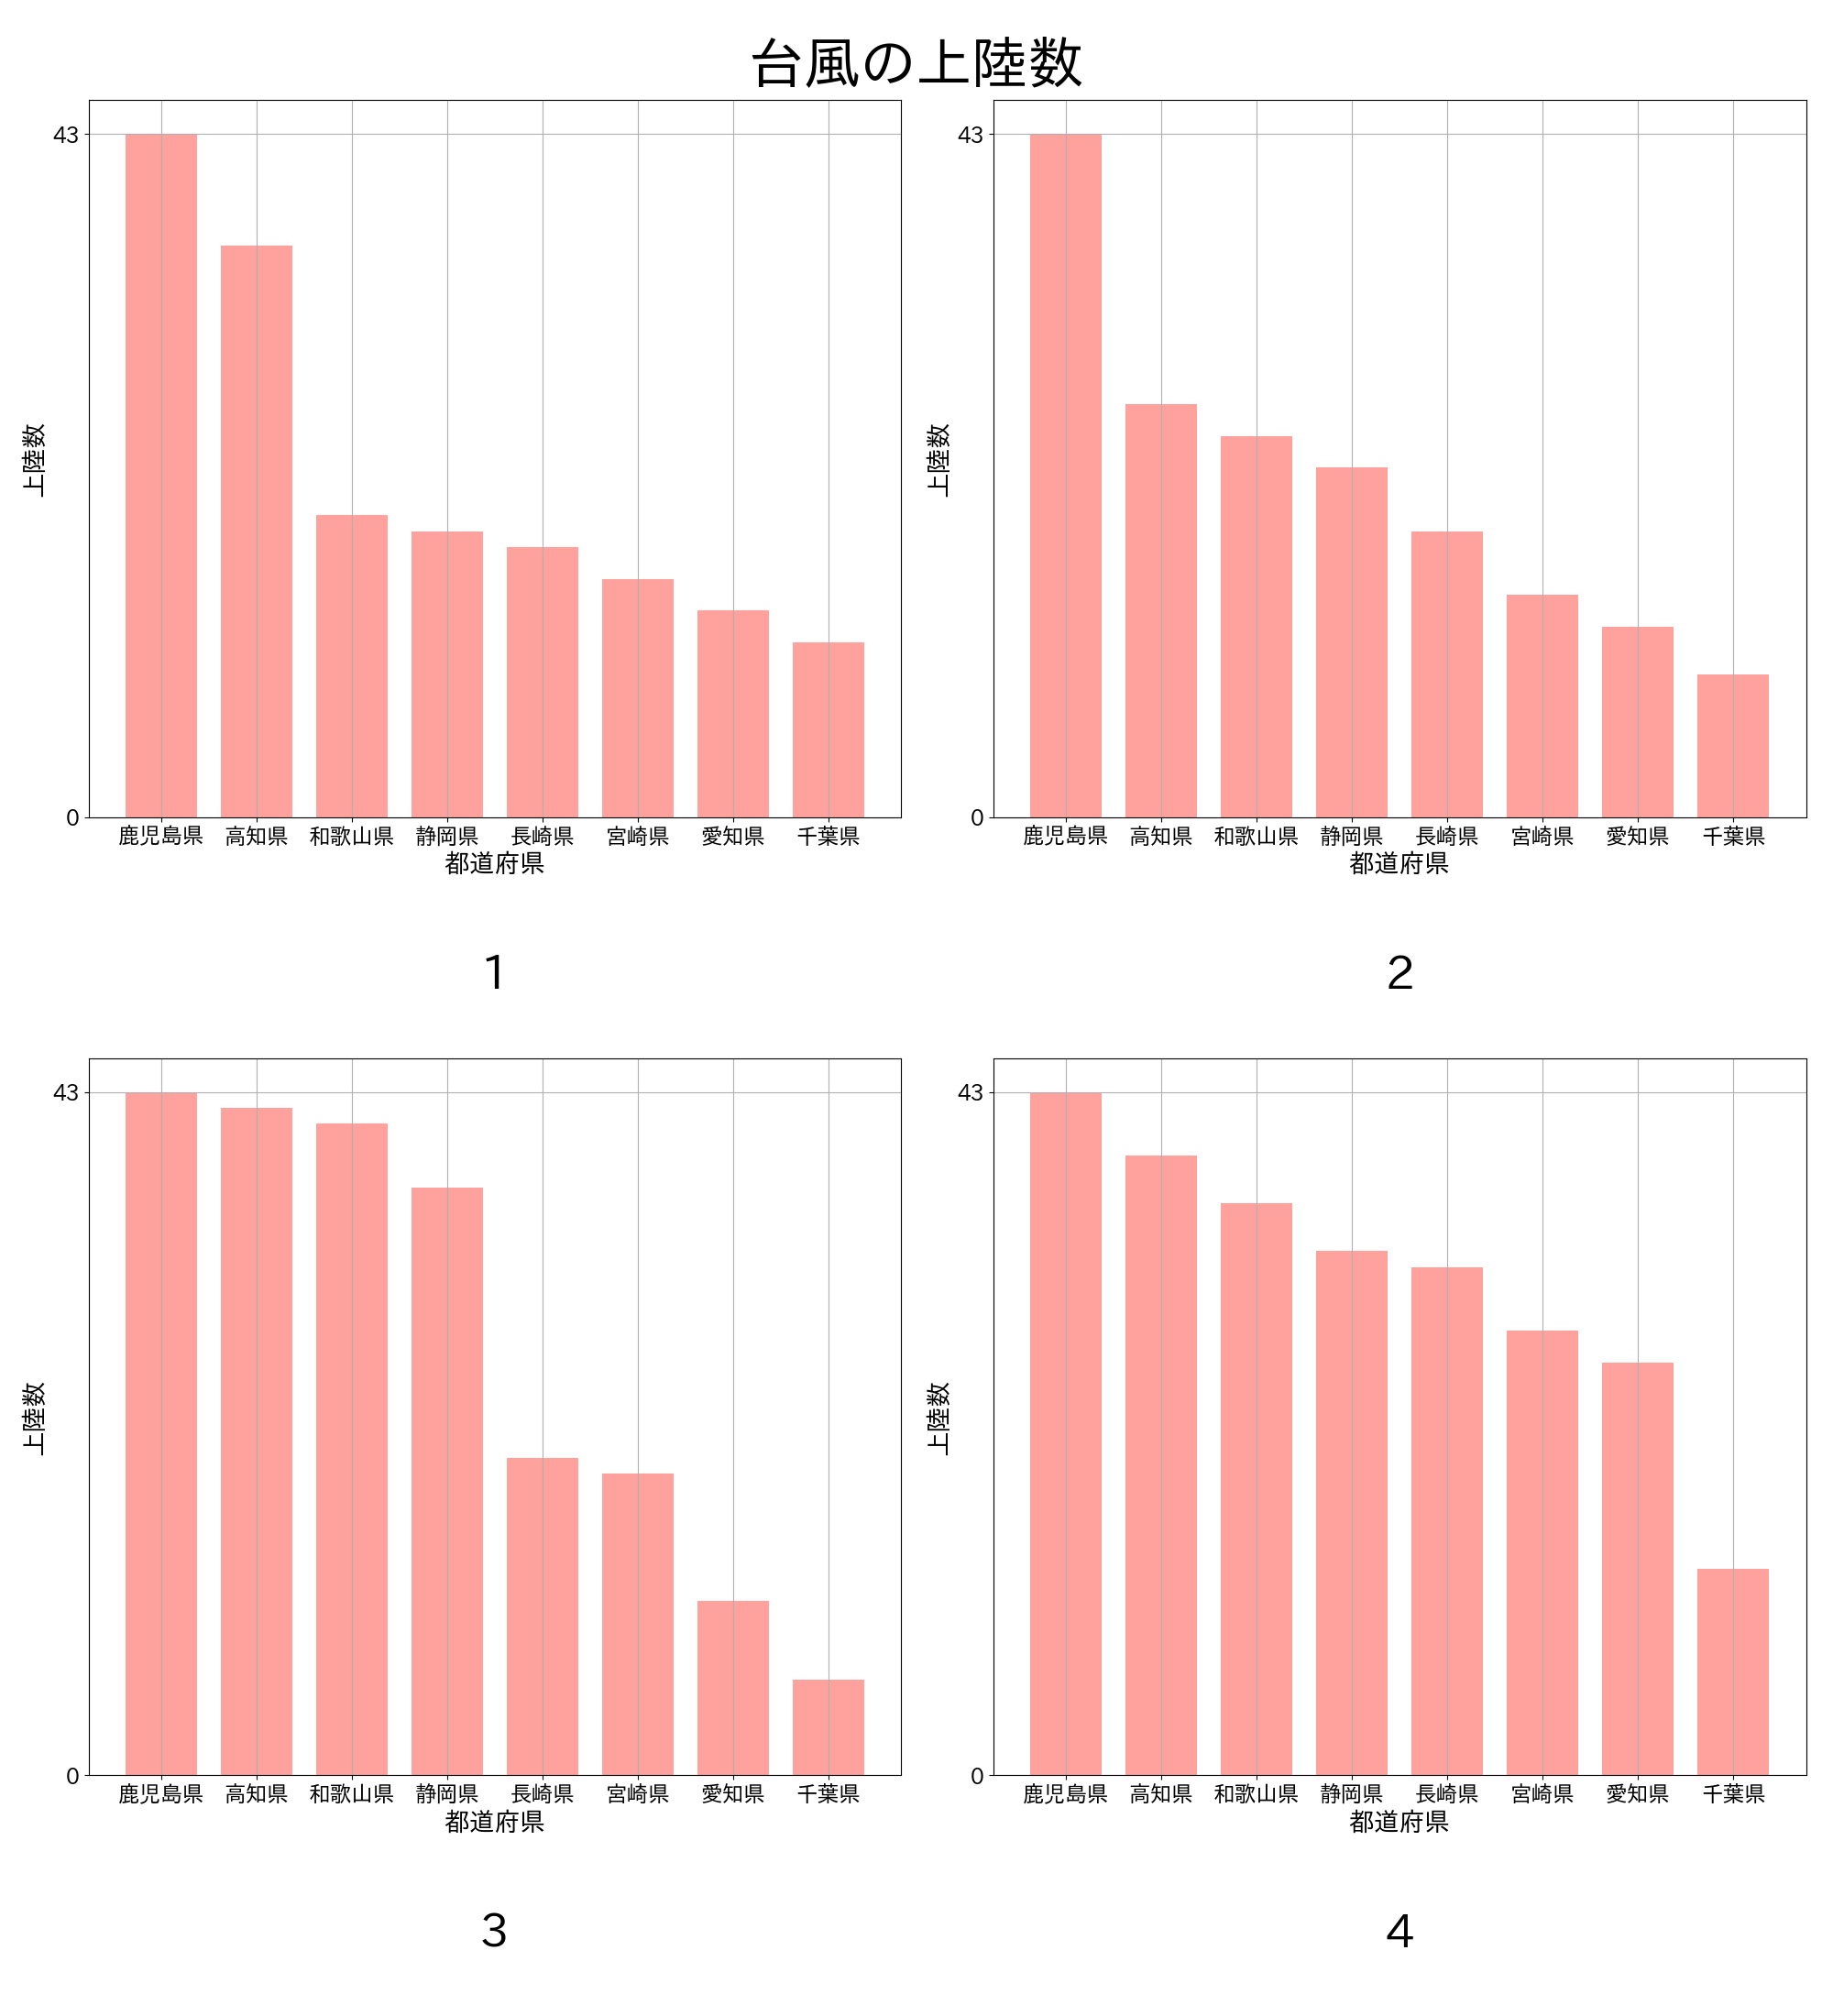 台風の上陸数
43
0
上陸数
鹿児島県 高知県 和歌山県 静岡県 長崎県 宮崎県 愛知県 千葉県
都道府県
1
43
0
上陸数
鹿児島県 高知県 和歌山県 静岡県 長崎県 宮崎県 愛知県 千葉県
都道府県
2
43
0
上陸数
鹿児島県 高知県 和歌山県 静岡県 長崎県 宮崎県 愛知県 千葉県
都道府県
3
43
0
上陸数
鹿児島県 高知県 和歌山県 静岡県 長崎県 宮崎県 愛知県 千葉県
都道府県
4